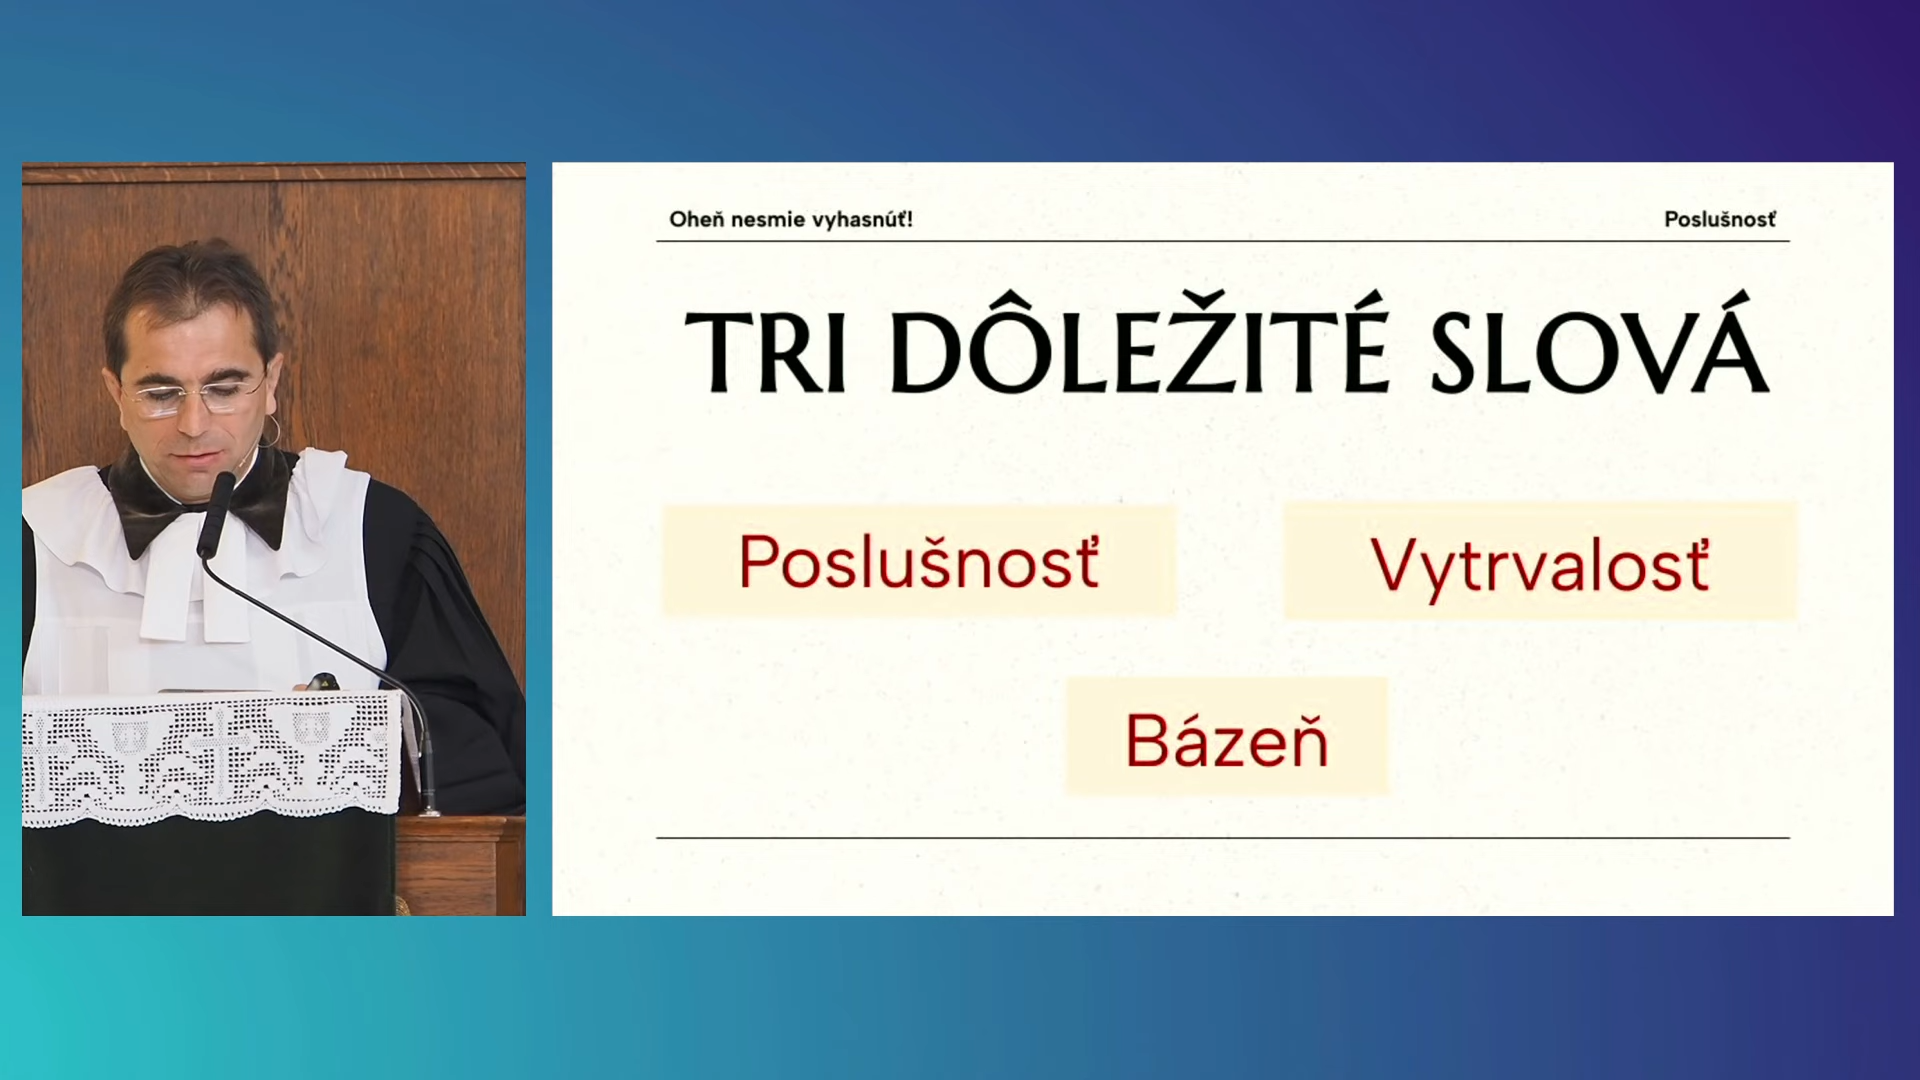 Oheň nesmie vyhasnúť!
Poslušnosť
TRI DÔLEŽITÉ SLOVÁ
Poslušnosť
Vytrvalosť
Bázeň